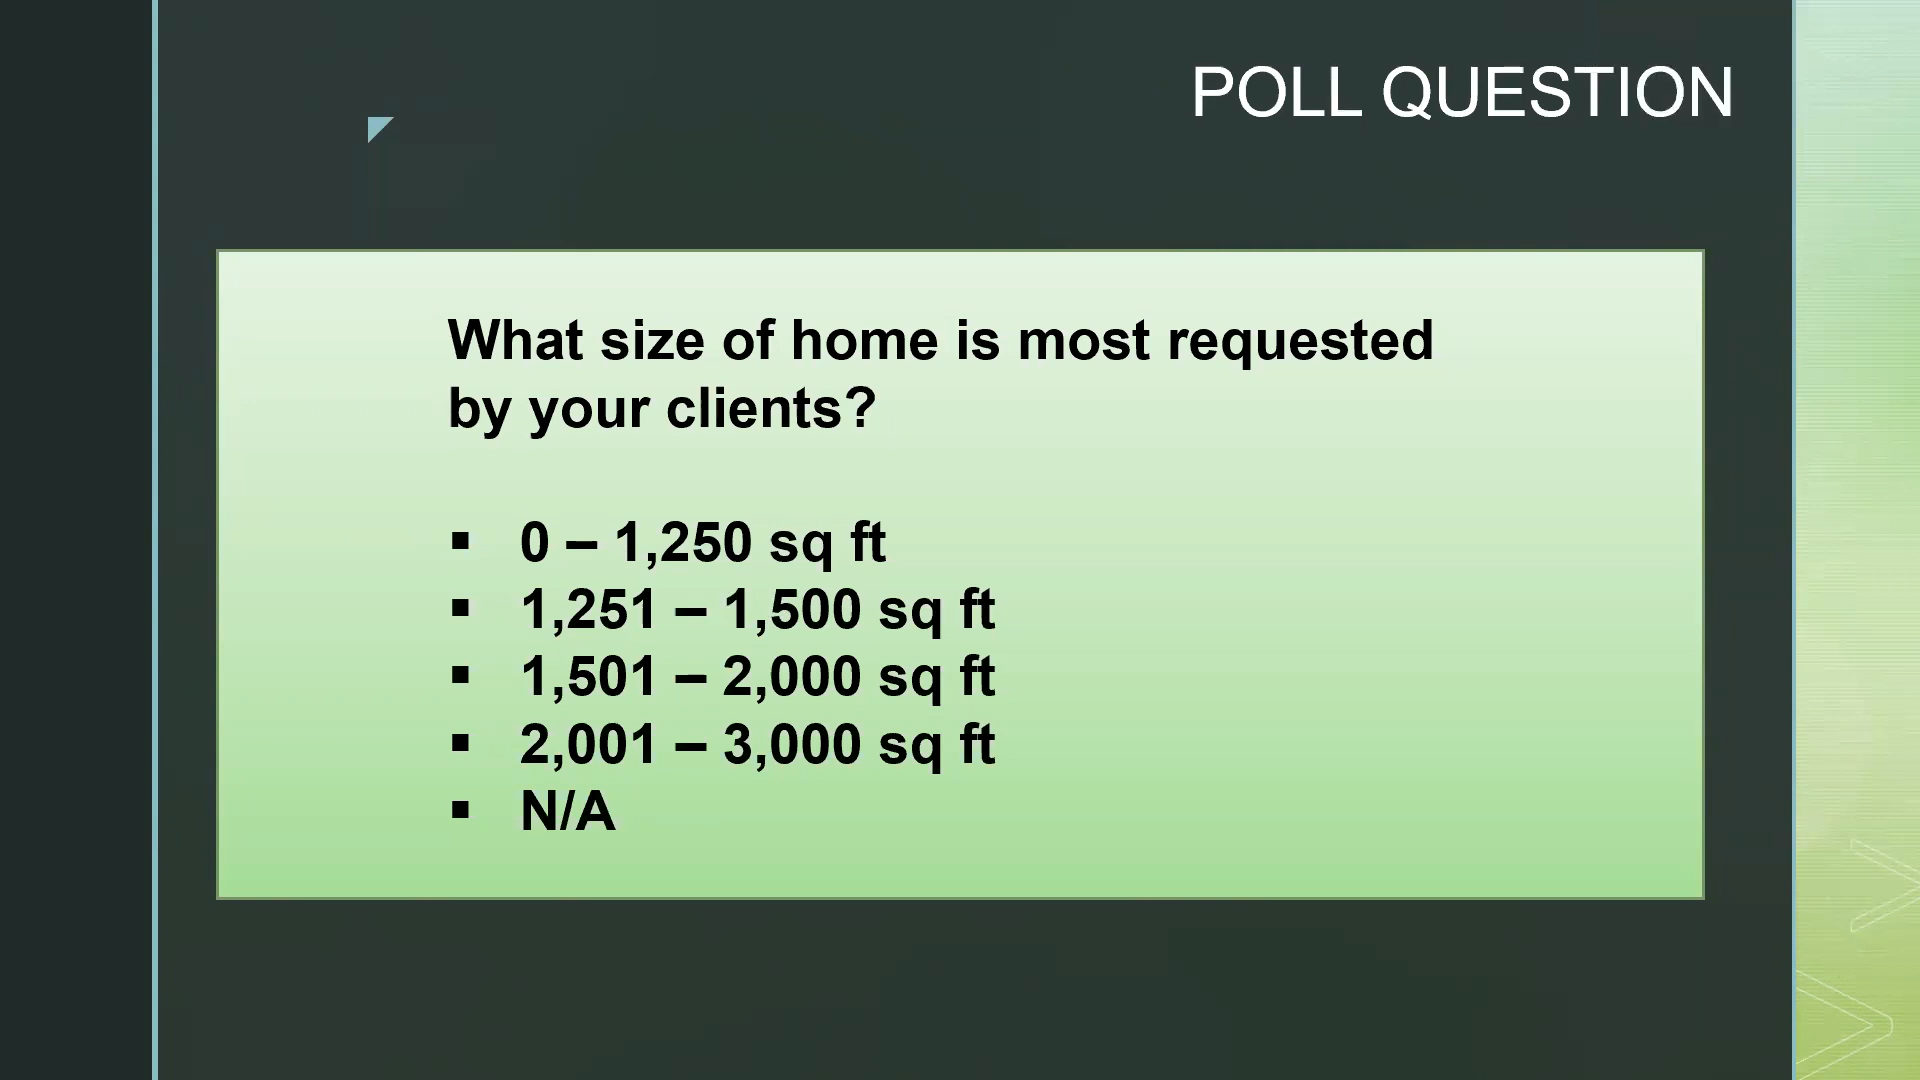 POLL QUESTION
What size of home is most requested
by your clients?
▪ 0 – 1,250 sq ft
▪ 1,251 – 1,500 sq ft
▪ 1,501 – 2,000 sq ft
▪ 2,001 – 3,000 sq ft
▪ N/A